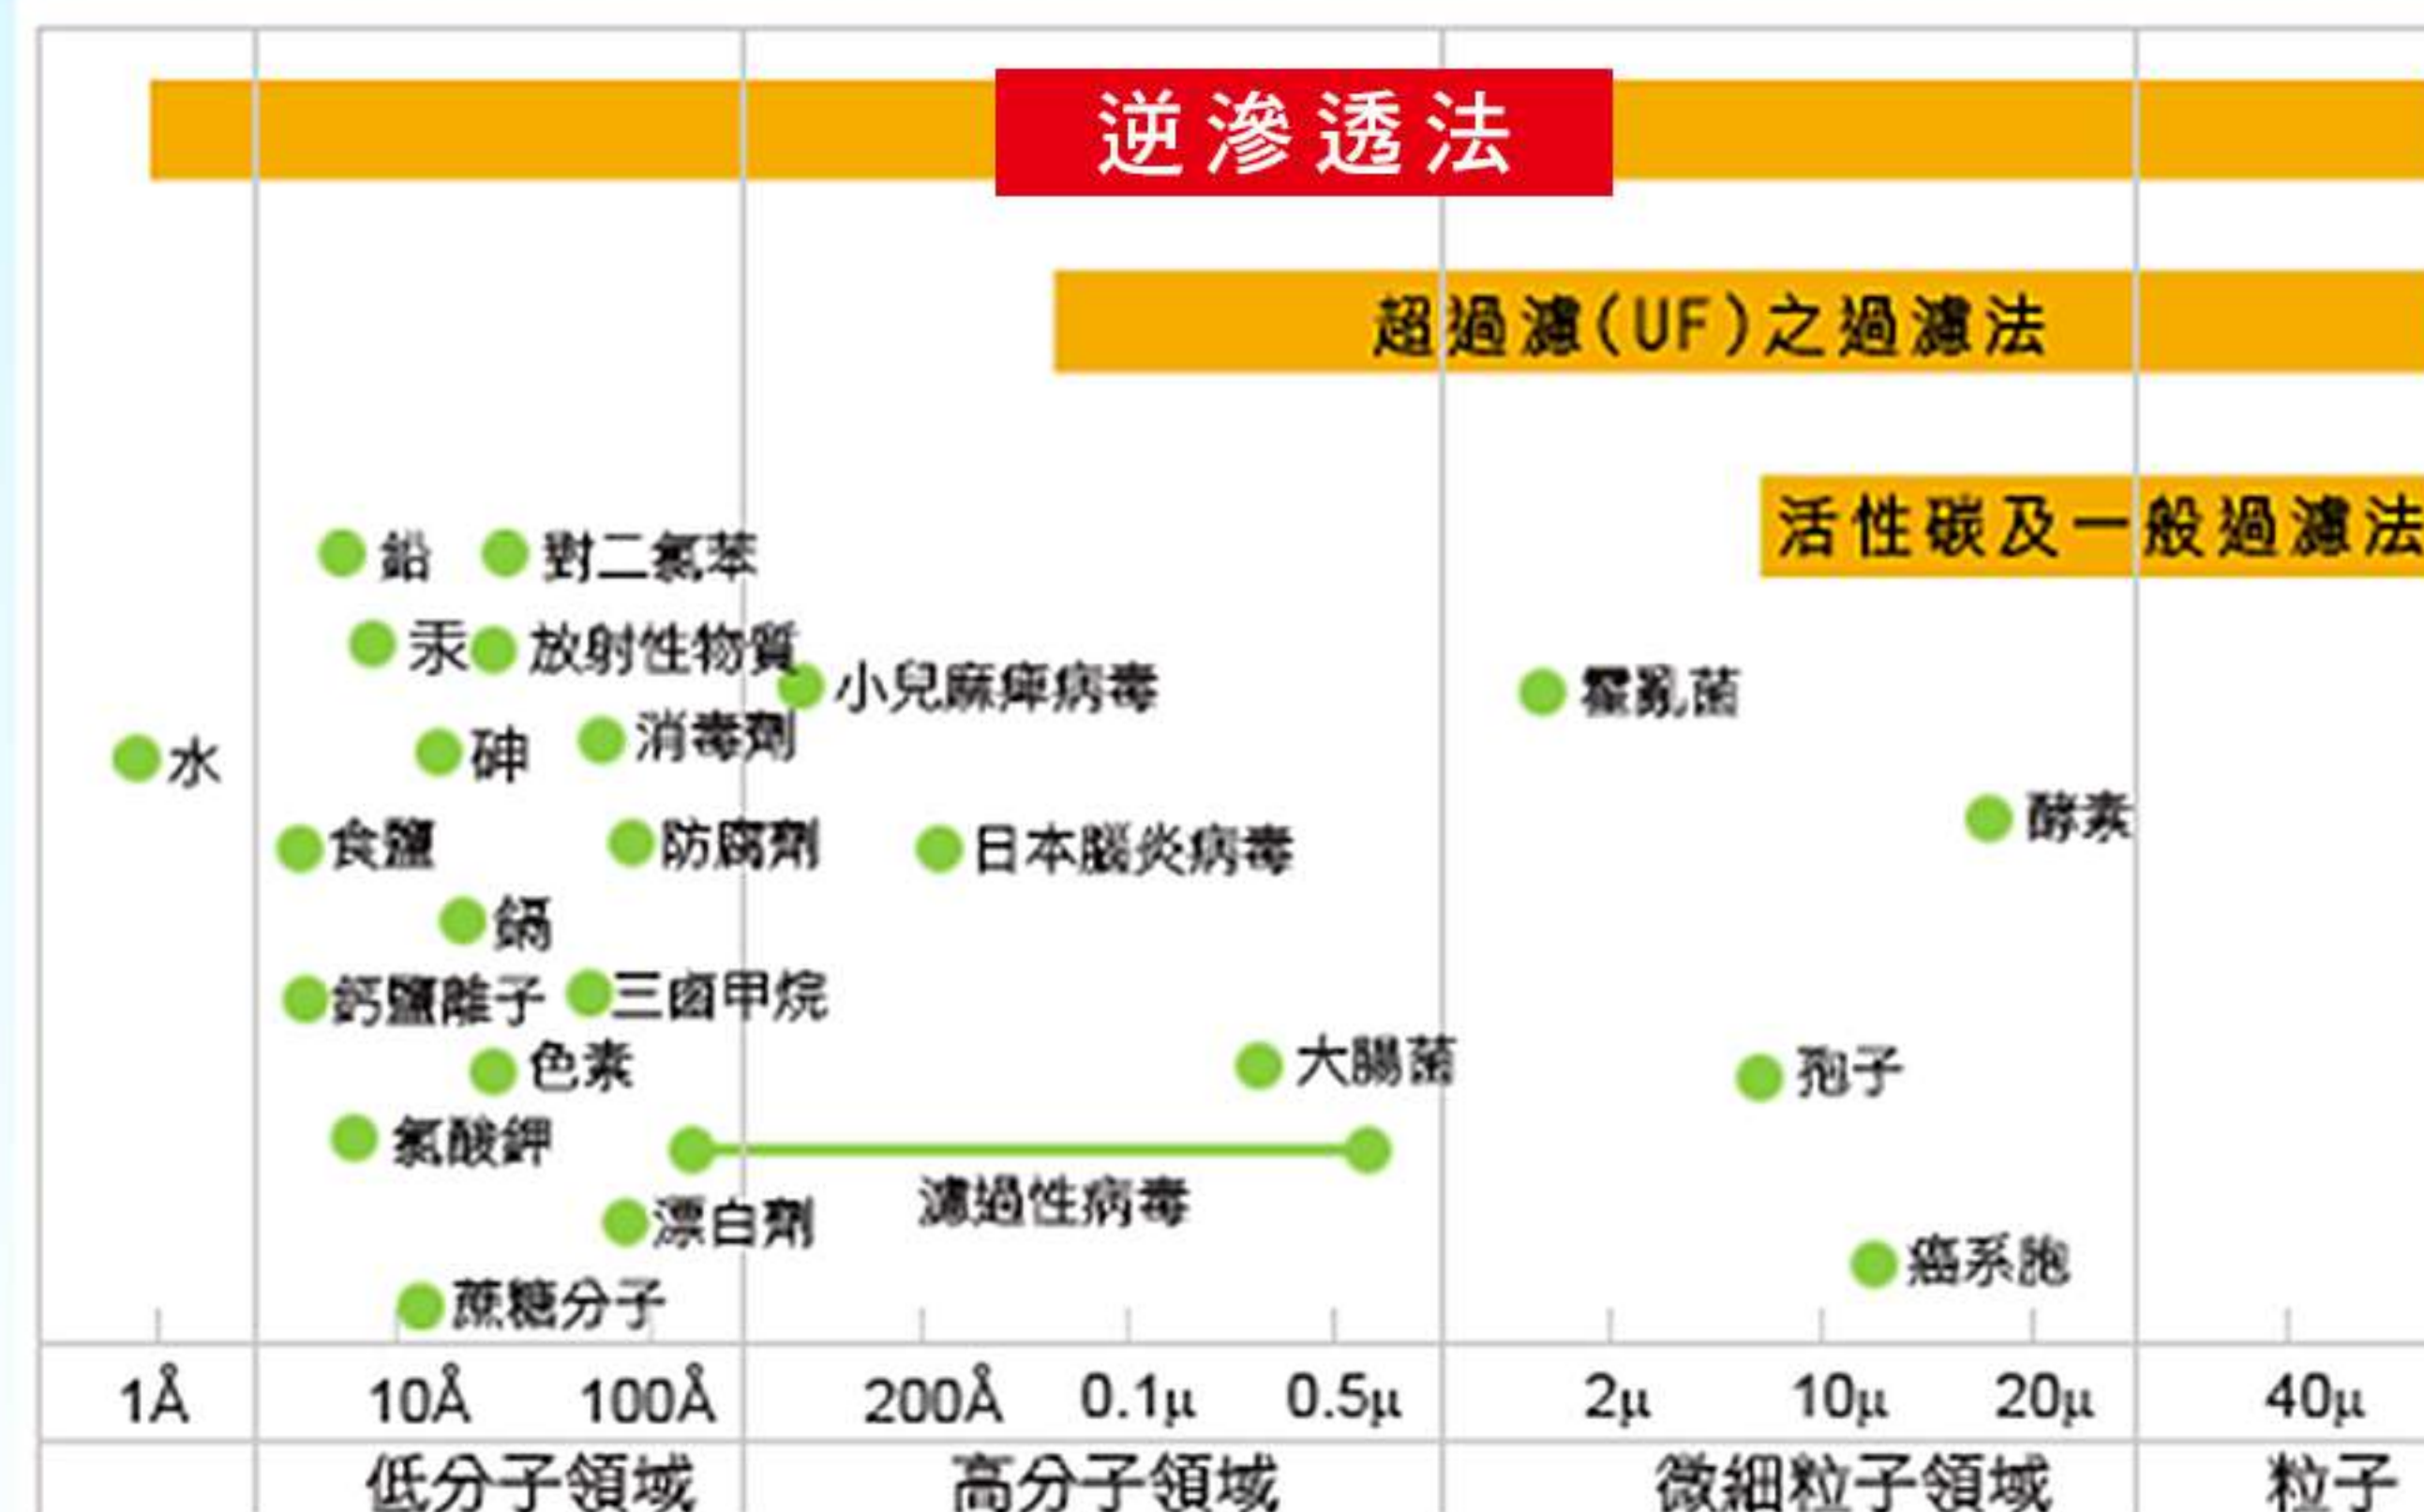 逆滲透法
超過濾(UF)之過濾法
活性碳及一般過濾法
鉛 對二氯苯
汞 放射性物質
小兒麻痺病毒 霍亂菌
水 砷 消毒劑
食鹽 防腐劑 日本腦炎病毒 酵素
鎘
鈣鹽離子 三鹵甲烷
色素 大腸菌 孢子
氯酸鉀
濾過性病毒
漂白劑
癌系胞
蔗糖分子
1Å 10Å 100Å 200Å 0.1μ 0.5μ 2μ 10μ 20μ 40μ
低分子領域 高分子領域 微細粒子領域 粒子